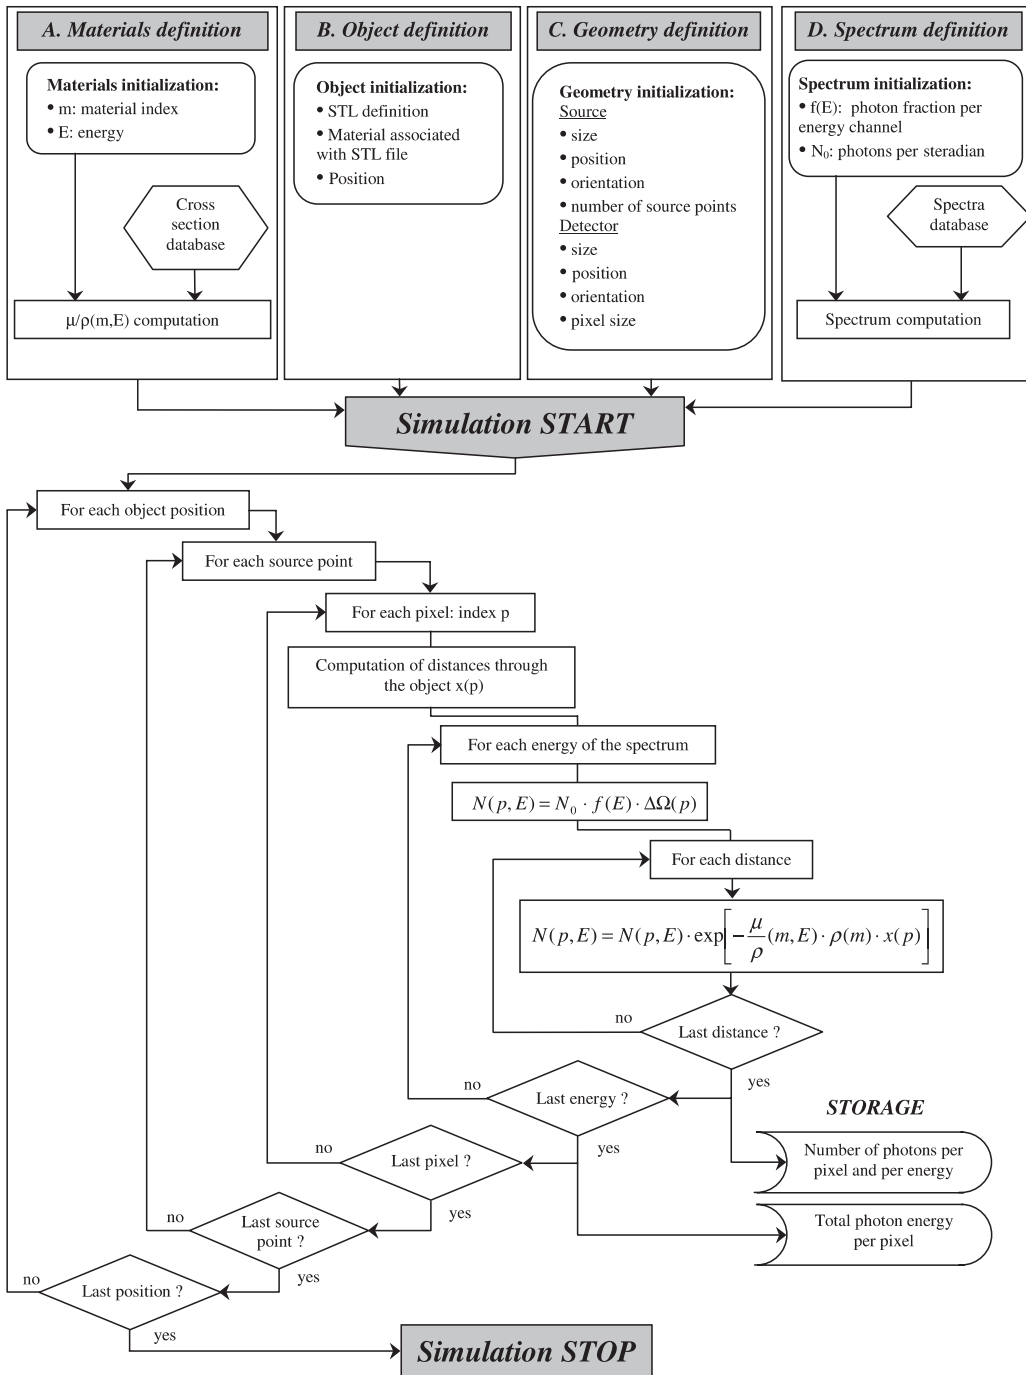 A. Materials definition
Materials initialization:
• m: material index
• E: energy
Cross
section
database
μ/ρ(m,E) computation
B. Object definition
Object initialization:
• STL definition
• Material associated
with STL file
• Position
C. Geometry definition
Geometry initialization:
Source
• size
• position
• orientation
• number of source points
Detector
• size
• position
• orientation
• pixel size
D. Spectrum definition
Spectrum initialization:
• f(E): photon fraction per
energy channel
• N₀: photons per steradian
Spectra
database
Spectrum computation
Simulation START
For each object position
For each source point
For each pixel: index p
Computation of distances through
the object x(p)
For each energy of the spectrum
N(p,E) = N₀ · f(E) · ΔΩ(p)
For each distance
N(p,E) = N(p,E) · exp[−μ/ρ(m,E) · ρ(m) · x(p)]
no
Last distance ?
yes
no
Last energy ?
yes
STORAGE
Number of photons per
pixel and per energy
no
Last pixel ?
yes
Total photon energy
per pixel
no
Last source
point ?
yes
no
Last position ?
yes
Simulation STOP